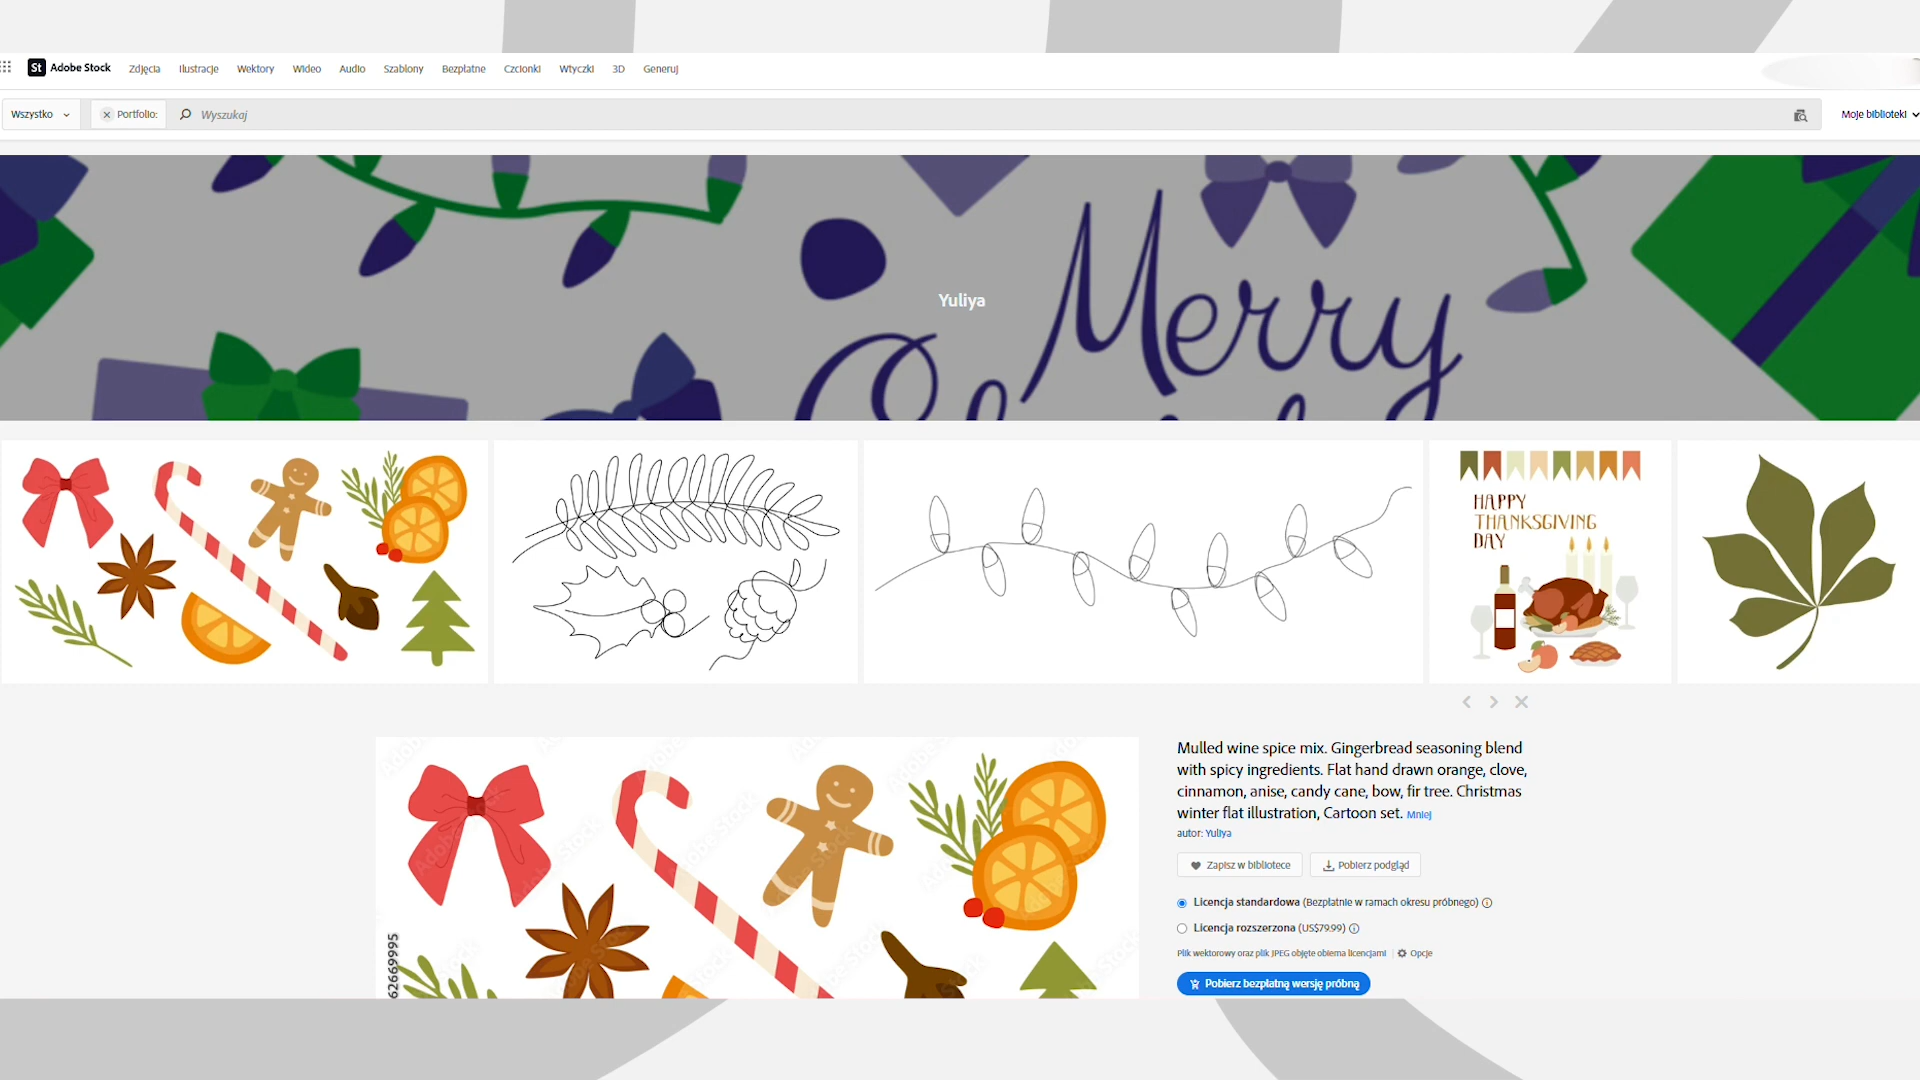 St Adobe Stock Zdjęcia Ilustracje Wektory Wideo Audio Szablony Bezpłatne Czcionki Wtyczki 3D Generuj
Wszystko Portfolio: Wyszukaj Moje biblioteki
Merry
Yuliya
HAPPY
THANKSGIVING
DAY
Mulled wine spice mix. Gingerbread seasoning blend
with spicy ingredients. Flat hand drawn orange, clove,
cinnamon, anise, candy cane, bow, fir tree. Christmas
winter flat illustration, Cartoon set. Mniej
autor: Yuliya
Zapisz w bibliotece Pobierz podgląd
Licencja standardowa (Bezpłatnie w ramach okresu próbnego)
Licencja rozszerzona (US$79.99)
Plik wektorowy oraz plik JPEG objęte obiema licencjami Opcje
Pobierz bezpłatną wersję próbną
62669995